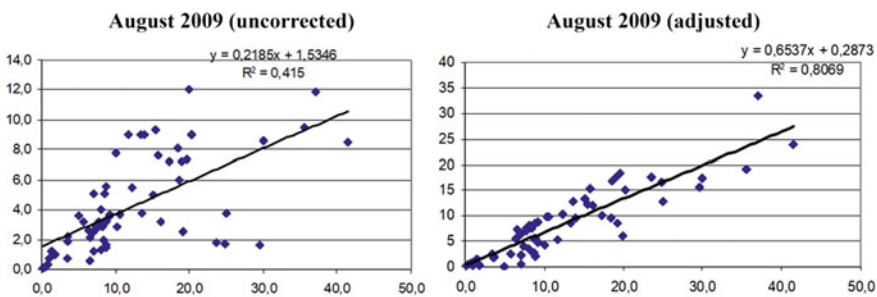 August 2009 (uncorrected)
y = 0,2185x + 1,5346
R² = 0,415
14,0
12,0
10,0
8,0
6,0
4,0
2,0
0,0
0,0 10,0 20,0 30,0 40,0 50,0
August 2009 (adjusted)
y = 0,6537x + 0,2873
R² = 0,8069
40
35
30
25
20
15
10
5
0
0,0 10,0 20,0 30,0 40,0 50,0